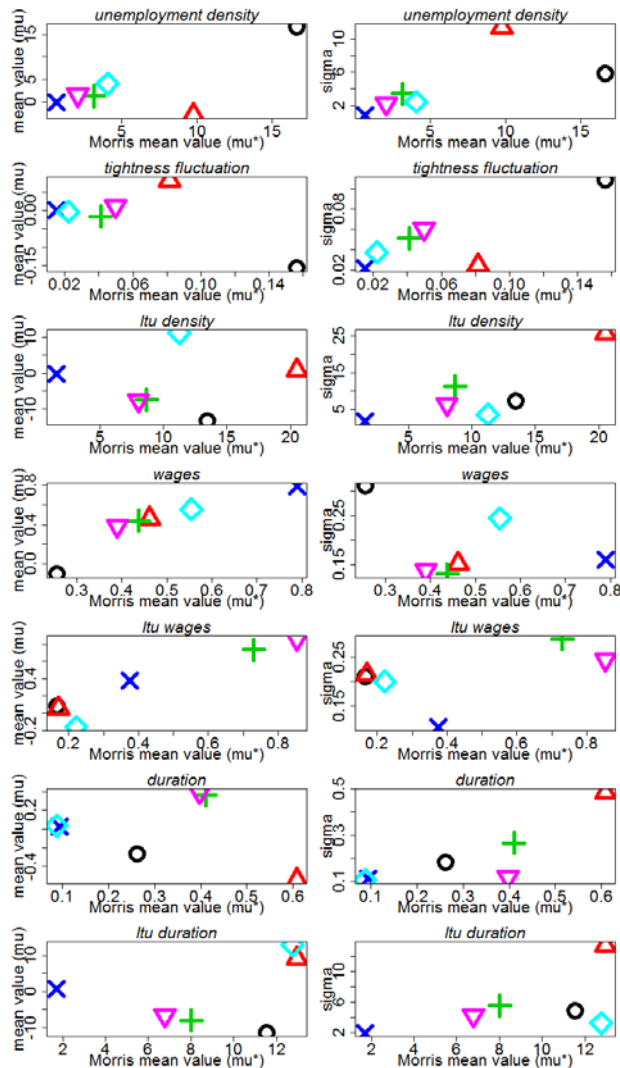 unemployment density
unemployment density
mean value (mu)
0 5 15
5 10 15
Morris mean value (mu*)
sigma
2 6 10
5 10 15
Morris mean value (mu*)
tightness fluctuation
tightness fluctuation
mean value (mu)
-0.15 0.00
0.02 0.06 0.10 0.14
Morris mean value (mu*)
sigma
0.02 0.08
0.02 0.06 0.10 0.14
Morris mean value (mu*)
ltu density
ltu density
mean value (mu)
-10 0 10
5 10 15 20
Morris mean value (mu*)
sigma
5 15 25
5 10 15 20
Morris mean value (mu*)
wages
wages
mean value (mu)
0.0 0.4 0.8
0.3 0.4 0.5 0.6 0.7 0.8
Morris mean value (mu*)
sigma
0.15 0.25
0.3 0.4 0.5 0.6 0.7 0.8
Morris mean value (mu*)
ltu wages
ltu wages
mean value (mu)
-0.2 0.4
0.2 0.4 0.6 0.8
Morris mean value (mu*)
sigma
0.15 0.25
0.2 0.4 0.6 0.8
Morris mean value (mu*)
duration
duration
mean value (mu)
-0.4 0.2
0.1 0.2 0.3 0.4 0.5 0.6
Morris mean value (mu*)
sigma
0.1 0.3 0.5
0.1 0.2 0.3 0.4 0.5 0.6
Morris mean value (mu*)
ltu duration
ltu duration
mean value (mu)
-10 0 10
2 4 6 8 10 12
Morris mean value (mu*)
sigma
2 6 10
2 4 6 8 10 12
Morris mean value (mu*)